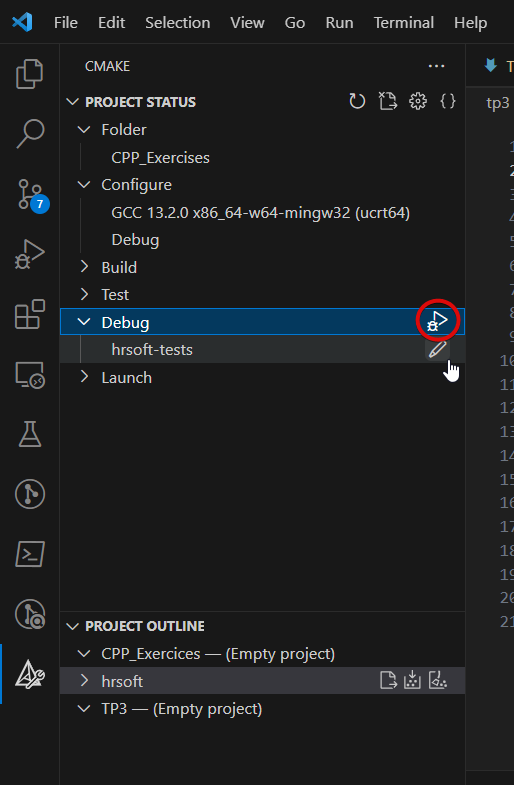 File Edit Selection View Go Run Terminal Help
CMAKE
PROJECT STATUS
Folder
CPP_Exercises
Configure
GCC 13.2.0 x86_64-w64-mingw32 (ucrt64)
Debug
Build
Test
Debug
hrsoft-tests
Launch
PROJECT OUTLINE
CPP_Exercices — (Empty project)
hrsoft
TP3 — (Empty project)
7
T
tp3
1
2
3
4
5
6
7
8
9
10
11
12
13
14
15
16
17
18
19
20
21